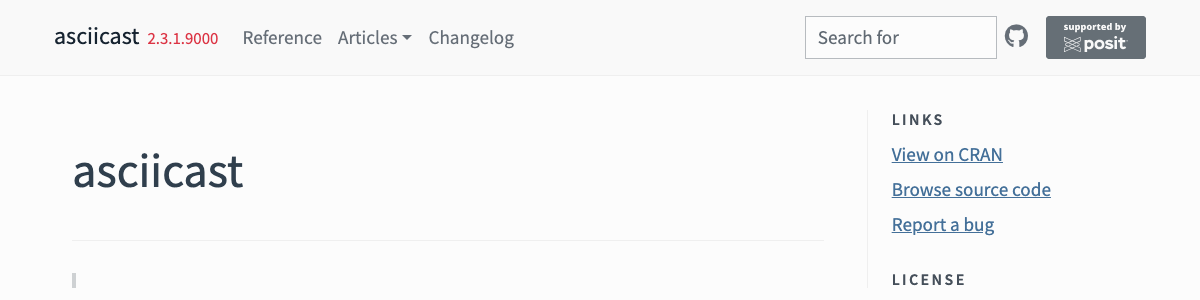 asciicast 2.3.1.9000 Reference Articles Changelog Search for supported by
posit
asciicast
LINKS
View on CRAN
Browse source code
Report a bug
LICENSE